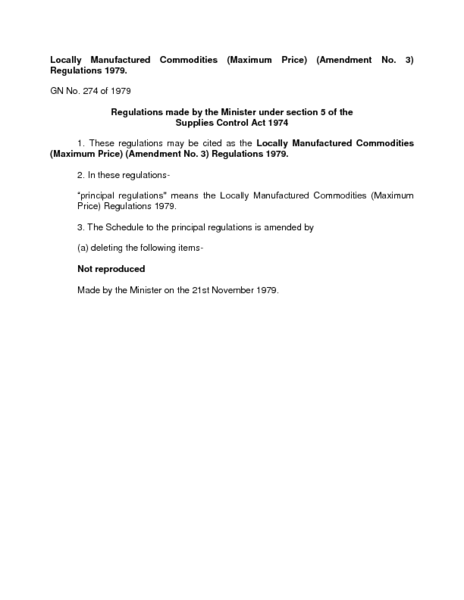 Locally Manufactured Commodities (Maximum Price) (Amendment No. 3)
Regulations 1979.
GN No. 274 of 1979
Regulations made by the Minister under section 5 of the
Supplies Control Act 1974
1. These regulations may be cited as the Locally Manufactured Commodities
(Maximum Price) (Amendment No. 3) Regulations 1979.
2. In these regulations-
"principal regulations" means the Locally Manufactured Commodities (Maximum
Price) Regulations 1979.
3. The Schedule to the principal regulations is amended by
(a) deleting the following items-
Not reproduced
Made by the Minister on the 21st November 1979.